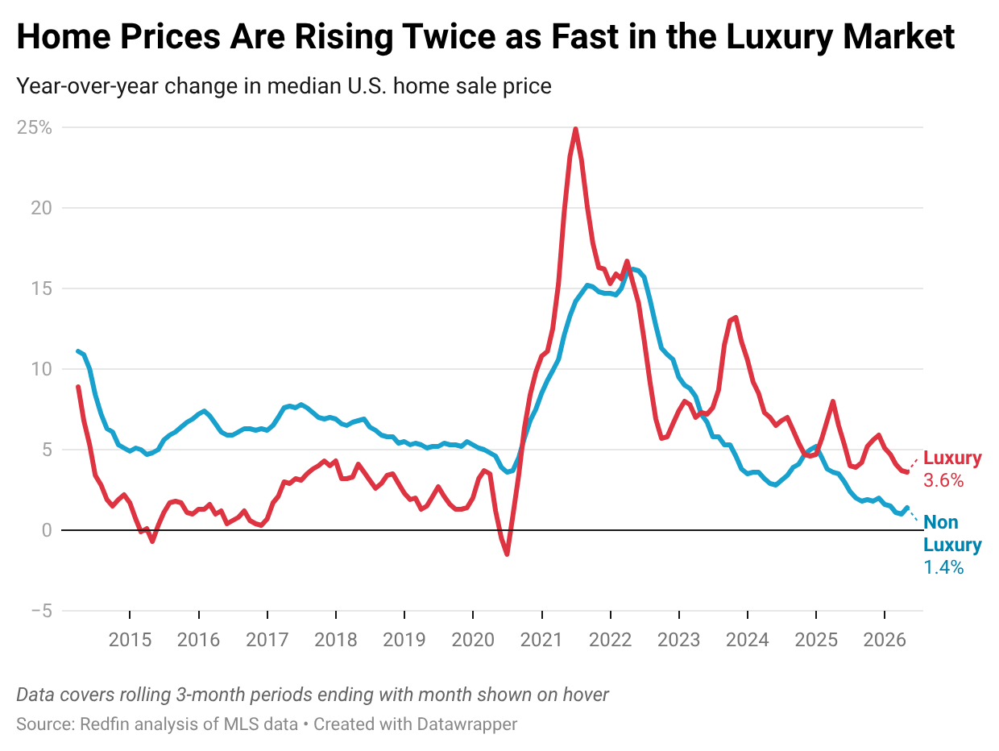 Home Prices Are Rising Twice as Fast in the Luxury Market
Year-over-year change in median U.S. home sale price
25%
20
15
10
5
0
−5
Luxury
3.6%
Non
Luxury
1.4%
2015 2016 2017 2018 2019 2020 2021 2022 2023 2024 2025 2026
Data covers rolling 3-month periods ending with month shown on hover
Source: Redfin analysis of MLS data • Created with Datawrapper